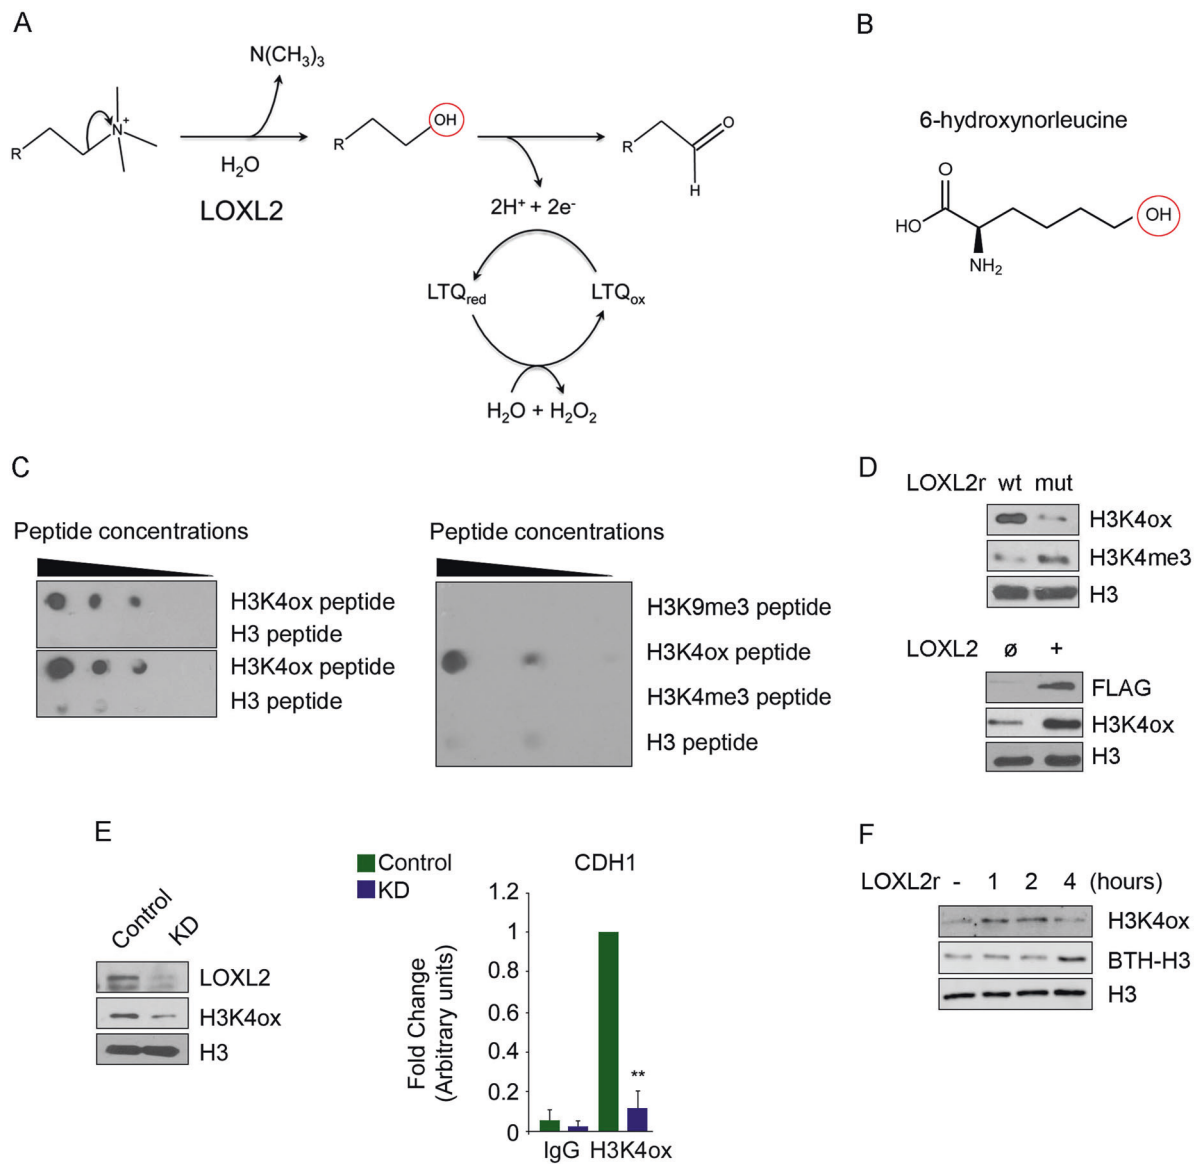 A
N(CH3)3
N+
R
H2O
LOXL2
R
OH
2H+ + 2e-
R
O
H
LTQred
LTQox
H2O + H2O2
B
6-hydroxynorleucine
O
HO
NH2
OH
C
Peptide concentrations
H3K4ox peptide
H3 peptide
H3K4ox peptide
H3 peptide
Peptide concentrations
H3K9me3 peptide
H3K4ox peptide
H3K4me3 peptide
H3 peptide
D
LOXL2r wt mut
H3K4ox
H3K4me3
H3
LOXL2 ø +
FLAG
H3K4ox
H3
E
Control KD
LOXL2
H3K4ox
H3
Control
KD
CDH1
Fold Change
(Arbitrary units)
1.2
1
0.8
0.6
0.4
0.2
0
**
IgG H3K4ox
F
LOXL2r - 1 2 4 (hours)
H3K4ox
BTH-H3
H3